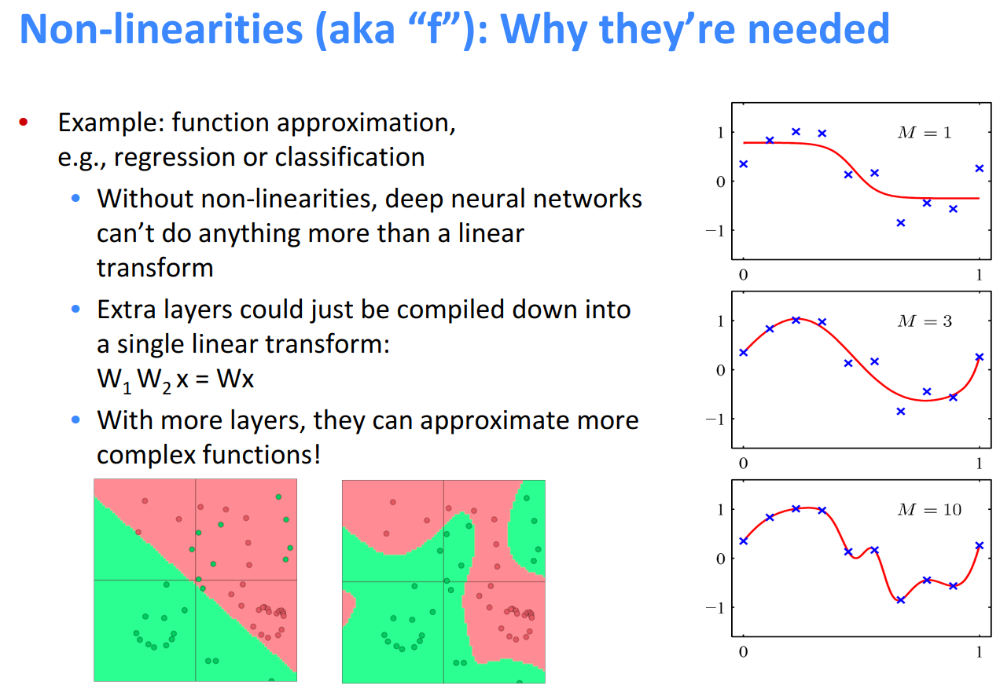 Non-linearities (aka “f”): Why they’re needed
• Example: function approximation,
e.g., regression or classification
• Without non-linearities, deep neural networks
can’t do anything more than a linear
transform
• Extra layers could just be compiled down into
a single linear transform:
W₁ W₂ x = Wx
• With more layers, they can approximate more
complex functions!
M = 1
1
0
−1
0 1
M = 3
1
0
−1
0 1
M = 10
1
0
−1
0 1